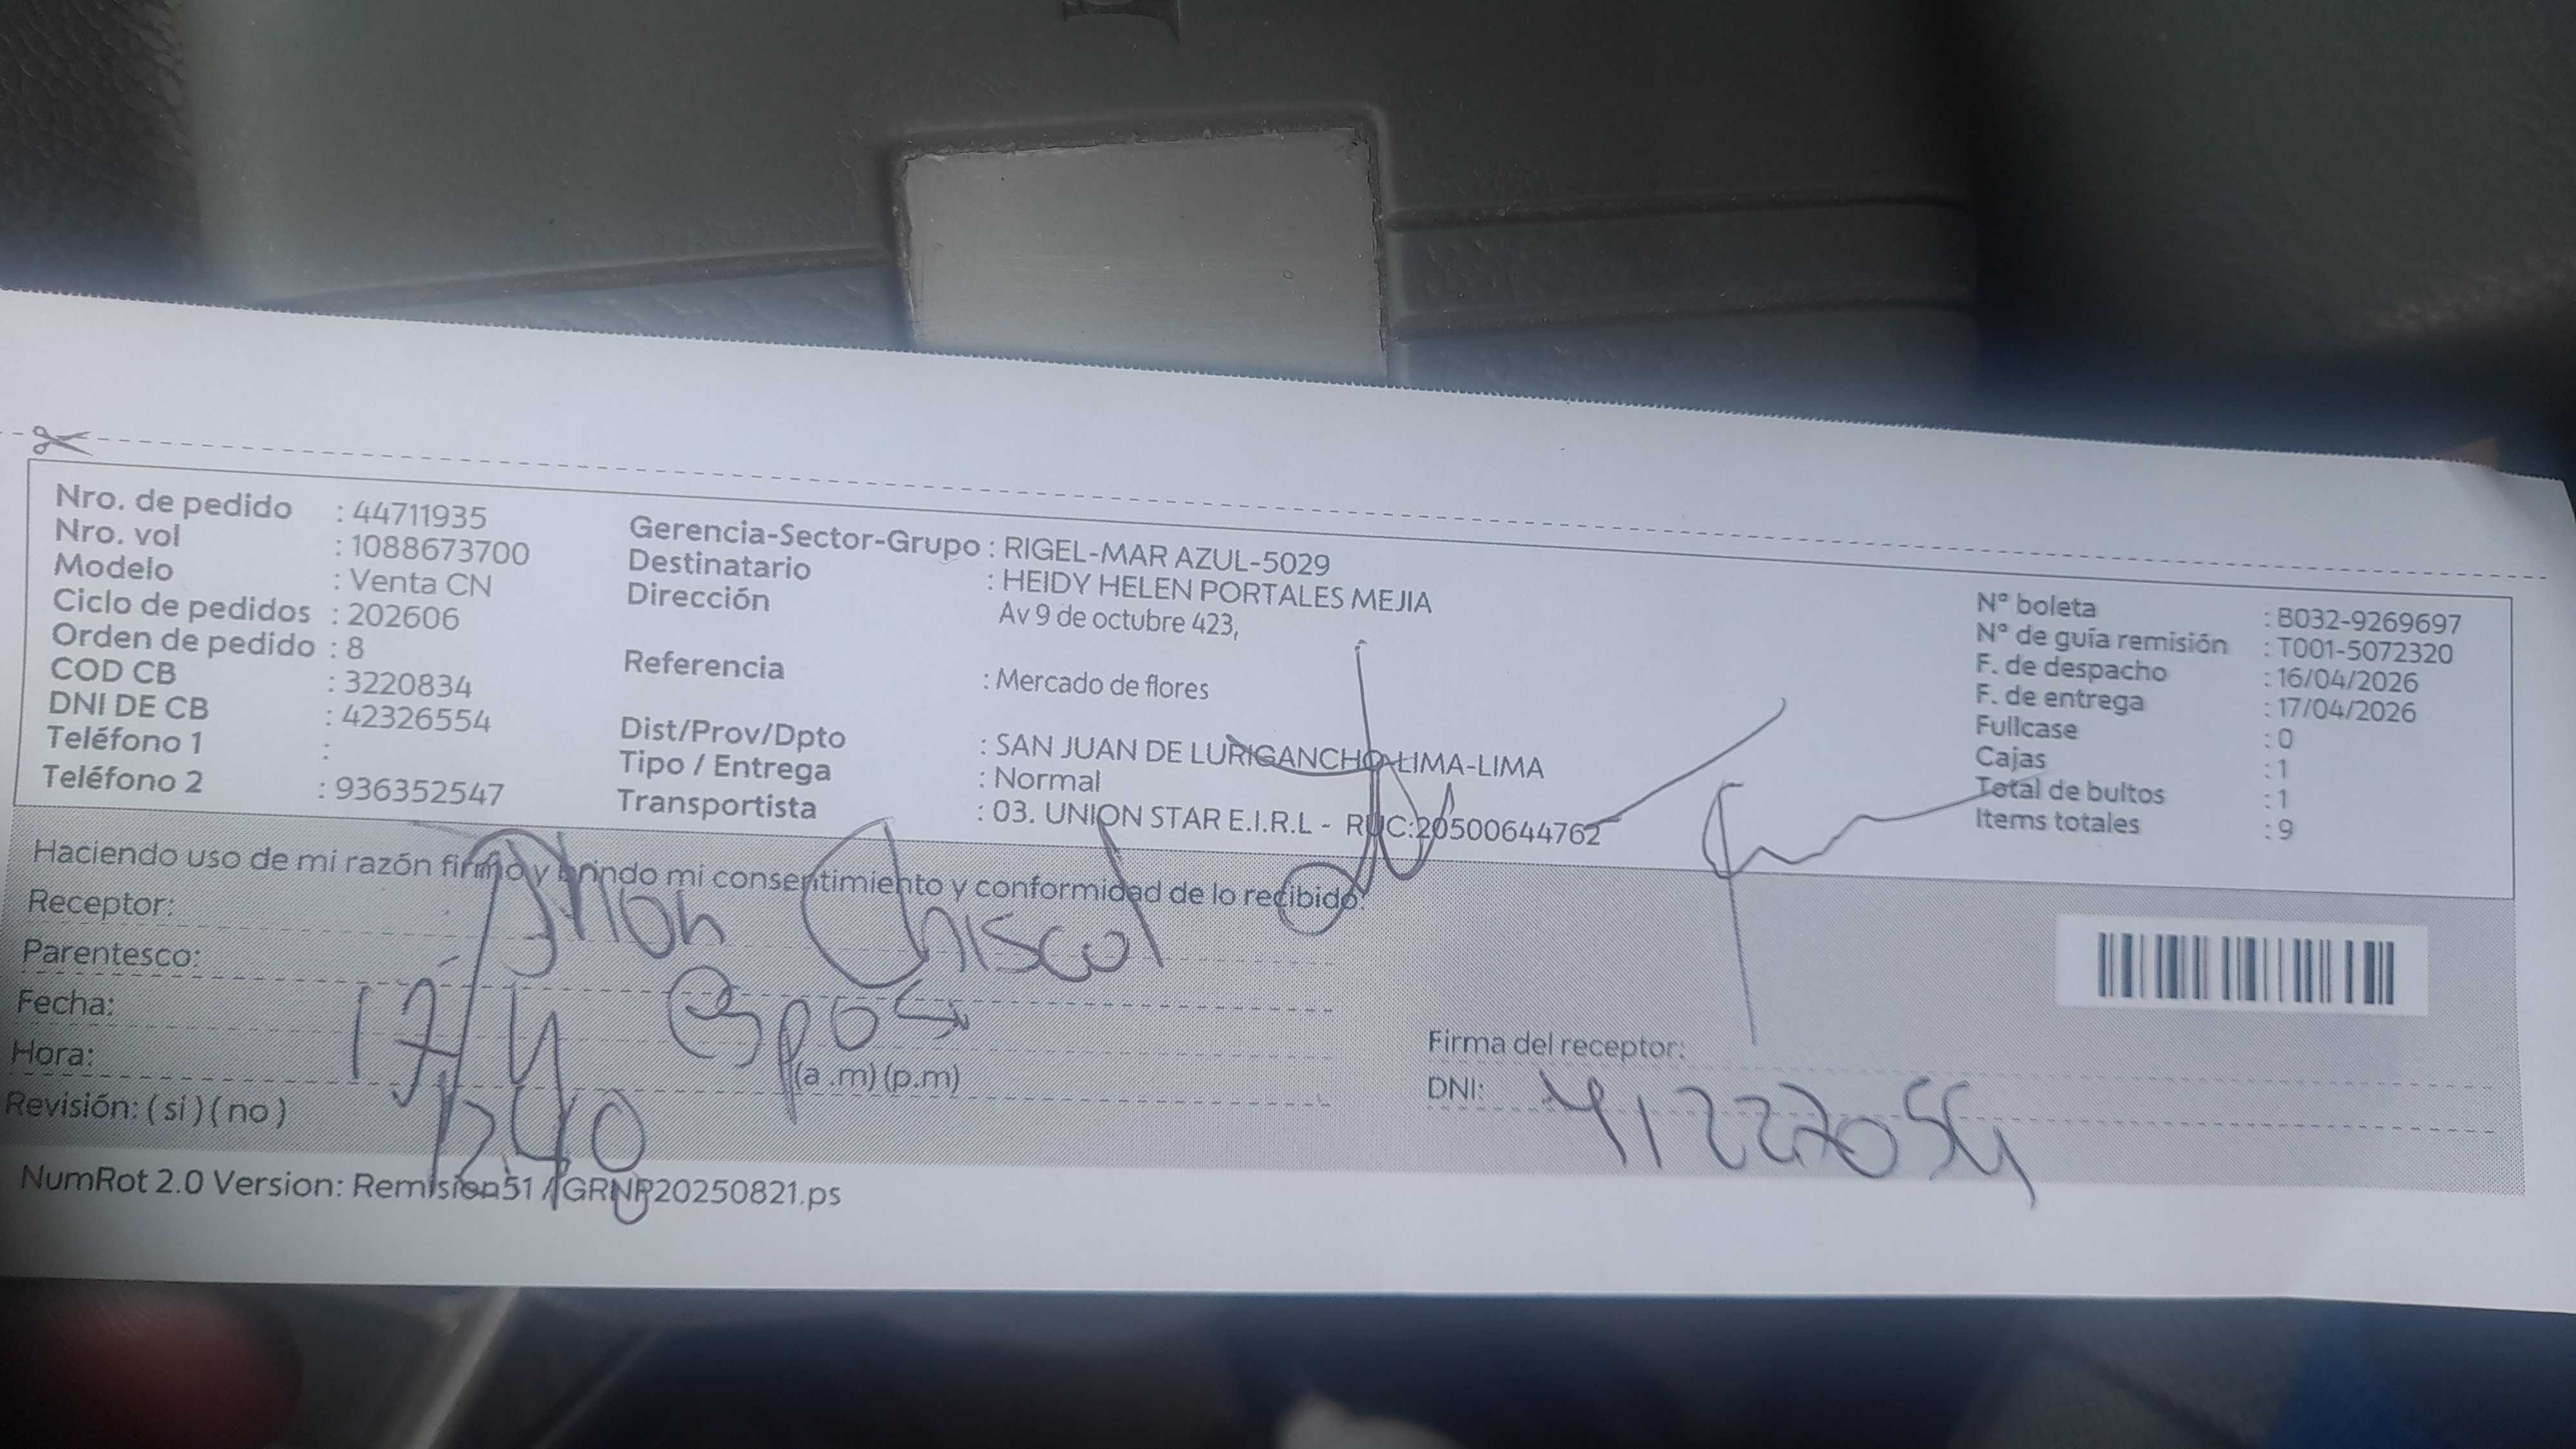 Nro. de pedido : 44711935
Nro. vol : 1088673700
Modelo : Venta CN
Ciclo de pedidos : 202606
Orden de pedido : 8
COD CB : 3220834
DNI DE CB : 42326554
Teléfono 1 :
Teléfono 2 : 936352547
Gerencia-Sector-Grupo : RIGEL-MAR AZUL-5029
Destinatario : HEIDY HELEN PORTALES MEJIA
Dirección Av 9 de octubre 423,
Referencia : Mercado de flores
Dist/Prov/Dpto : SAN JUAN DE LURIGANCHO-LIMA-LIMA
Tipo / Entrega : Normal
Transportista : 03. UNION STAR E.I.R.L - RUC:20500644762
Nº boleta : B032-9269697
Nº de guía remisión : T001-5072320
F. de despacho : 16/04/2026
F. de entrega : 17/04/2026
Fullcase : 0
Cajas : 1
Total de bultos : 1
Items totales : 9
Haciendo uso de mi razón firmo y brindo mi consentimiento y conformidad de lo recibido.
Receptor: Jhon
Parentesco: Esposo
Fecha: 17/4
Hora: 1240 (a .m) (p.m)
Revisión: ( si ) ( no )
Firma del receptor:
DNI: 41227054
NumRot 2.0 Version: Remision51 / GRNP20250821.ps